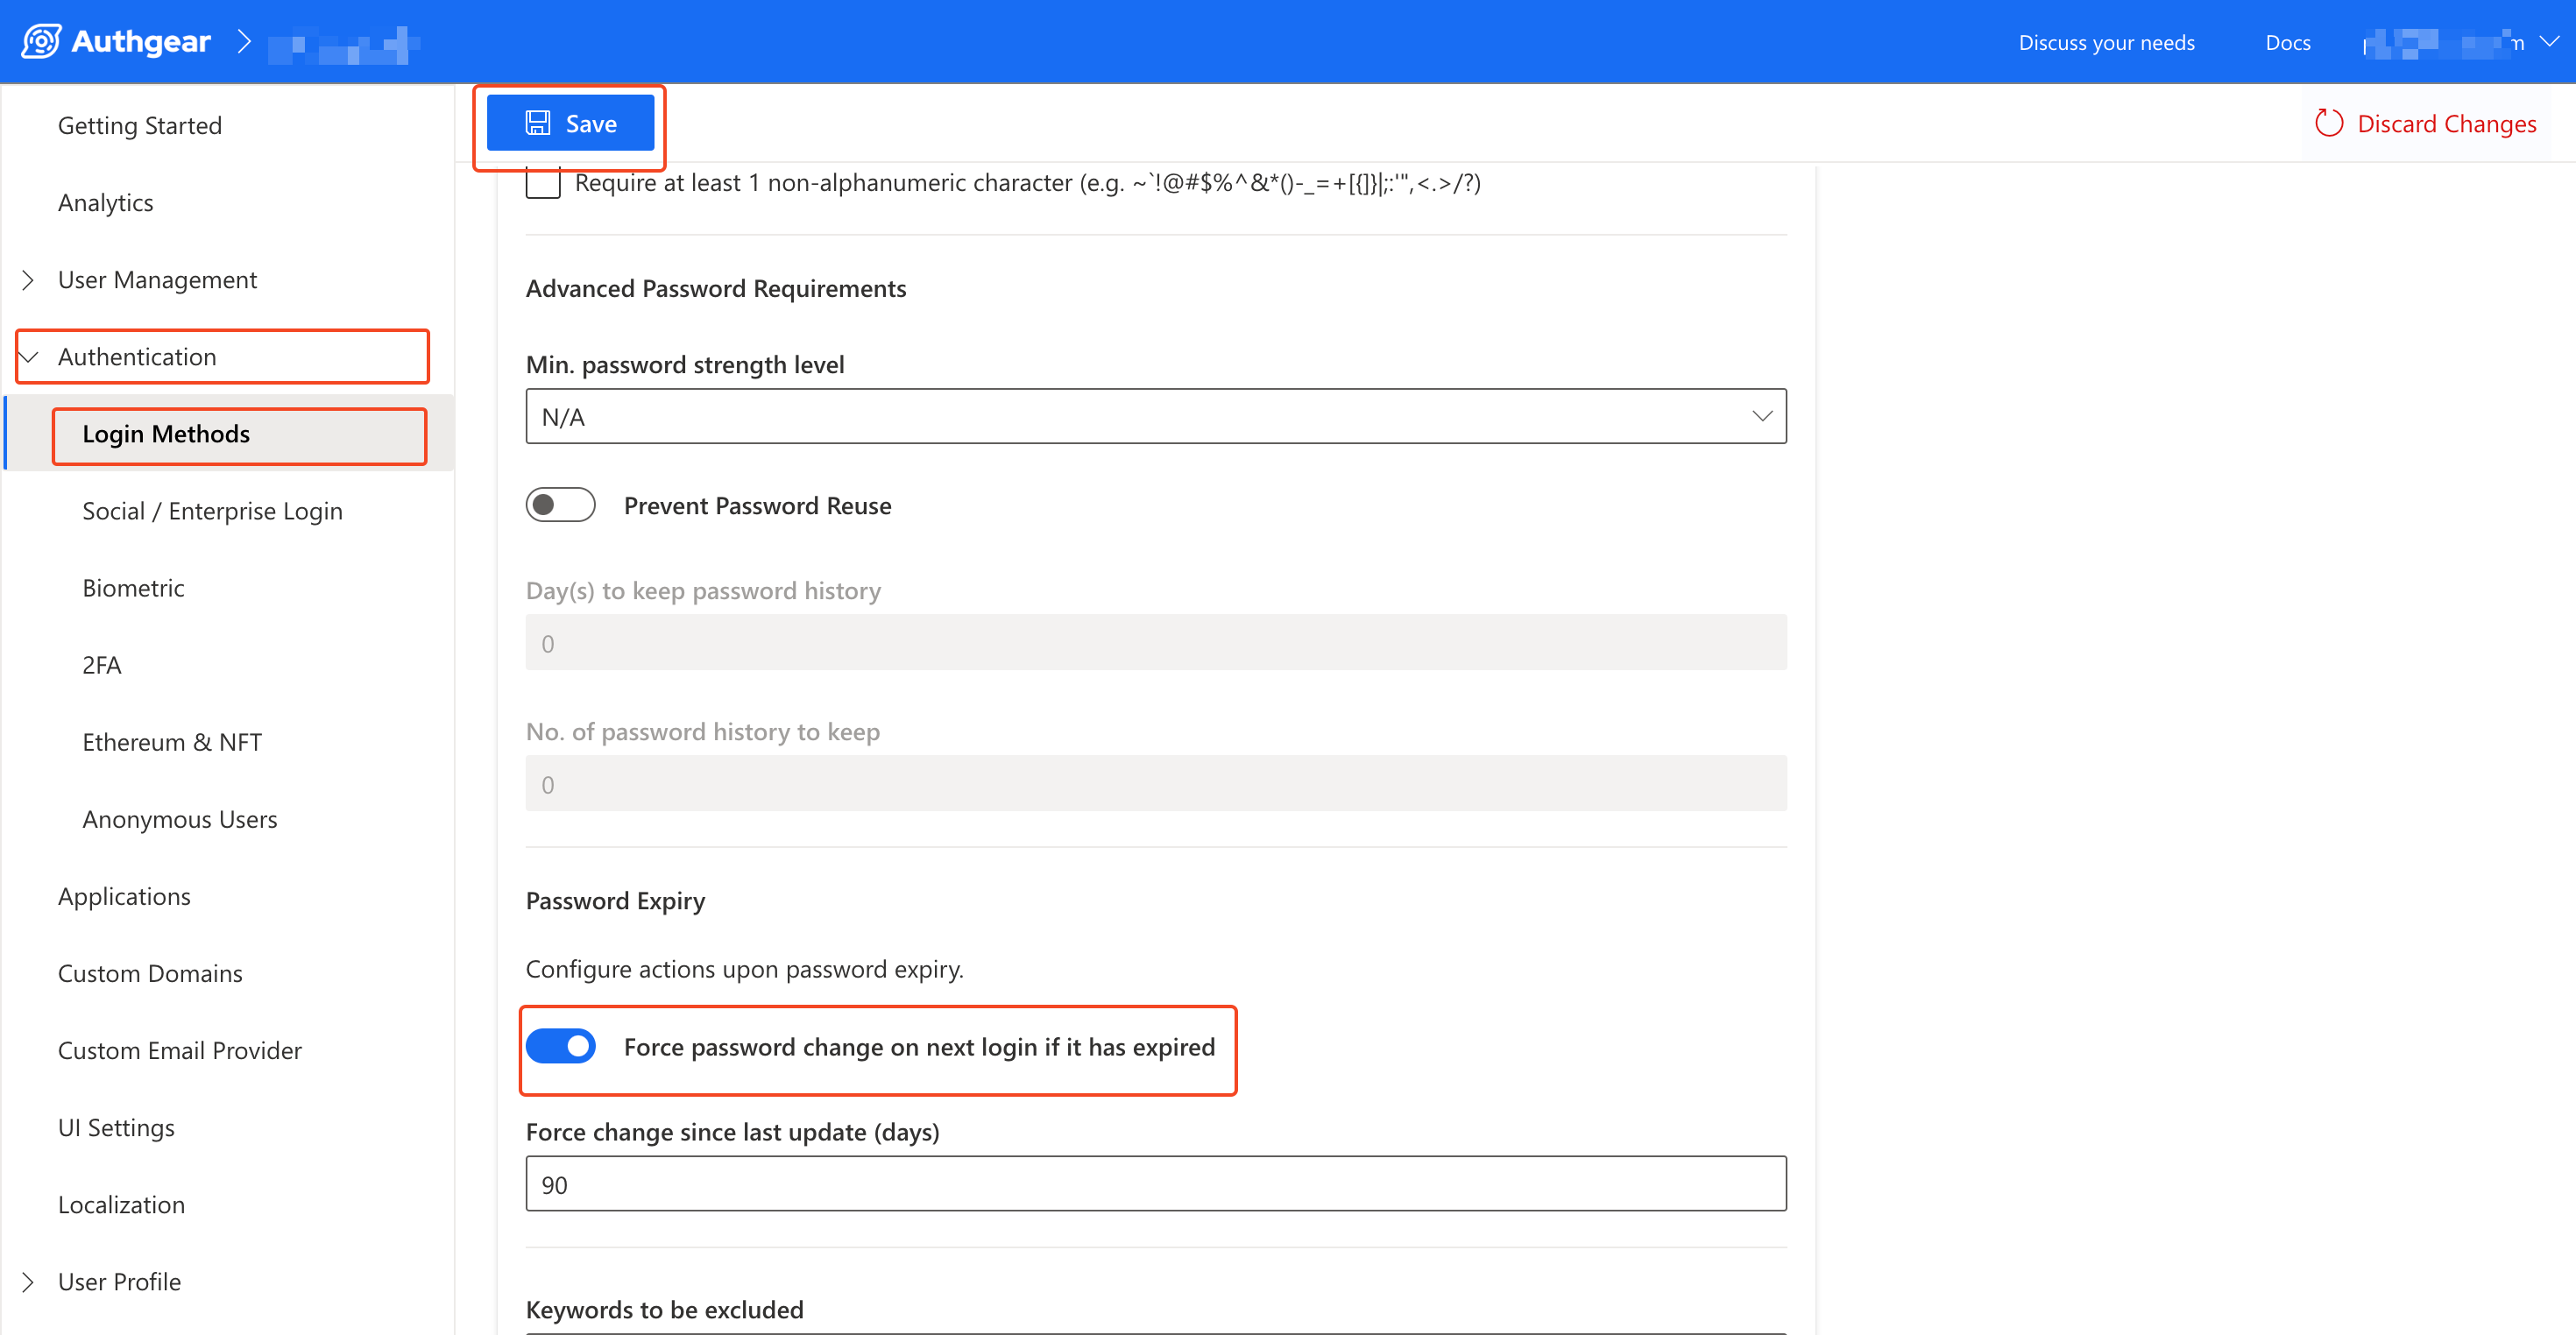 Authgear
Discuss your needs
Docs
Getting Started
Analytics
User Management
Authentication
Login Methods
Social / Enterprise Login
Biometric
2FA
Ethereum & NFT
Anonymous Users
Applications
Custom Domains
Custom Email Provider
UI Settings
Localization
User Profile
Save
Discard Changes
Require at least 1 non-alphanumeric character (e.g. ~`!@#$%^&*()-_=+[{]}|;:'",<.>/?)
Advanced Password Requirements
Min. password strength level
N/A
Prevent Password Reuse
Day(s) to keep password history
0
No. of password history to keep
0
Password Expiry
Configure actions upon password expiry.
Force password change on next login if it has expired
Force change since last update (days)
90
Keywords to be excluded